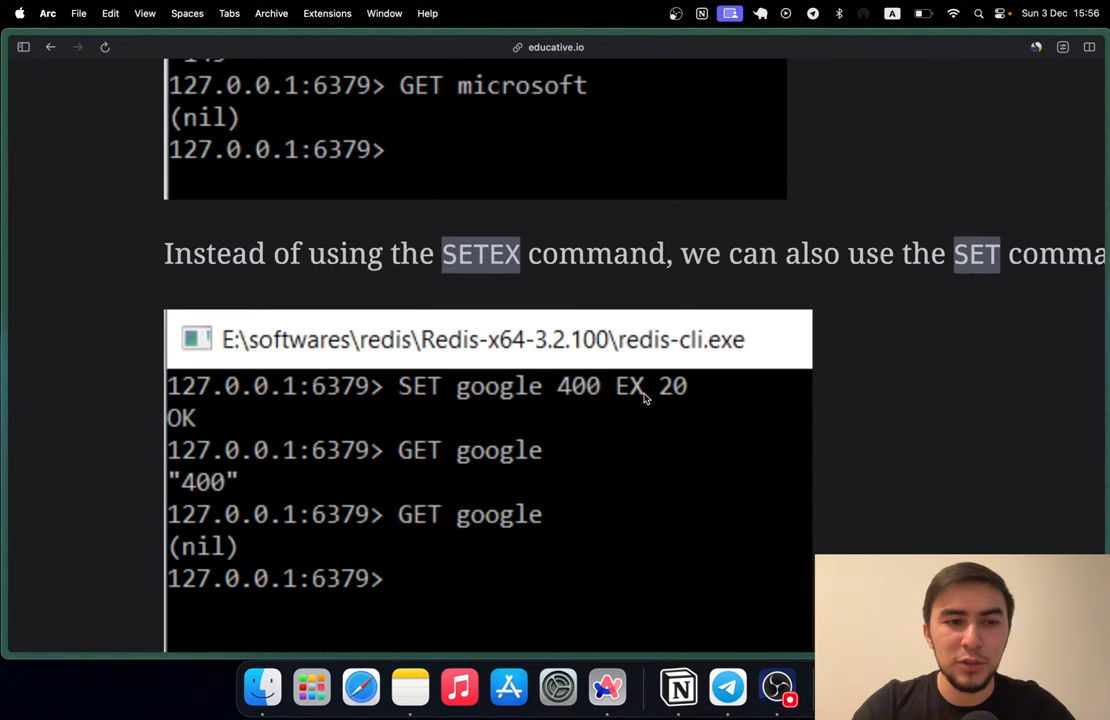 Arc File Edit View Spaces Tabs Archive Extensions Window Help A Sun 3 Dec 15:56
educative.io
127.0.0.1:6379> GET microsoft
(nil)
127.0.0.1:6379>
Instead of using the SETEX command, we can also use the SET comma
E:\softwares\redis\Redis-x64-3.2.100\redis-cli.exe
127.0.0.1:6379> SET google 400 EX 20
OK
127.0.0.1:6379> GET google
"400"
127.0.0.1:6379> GET google
(nil)
127.0.0.1:6379>